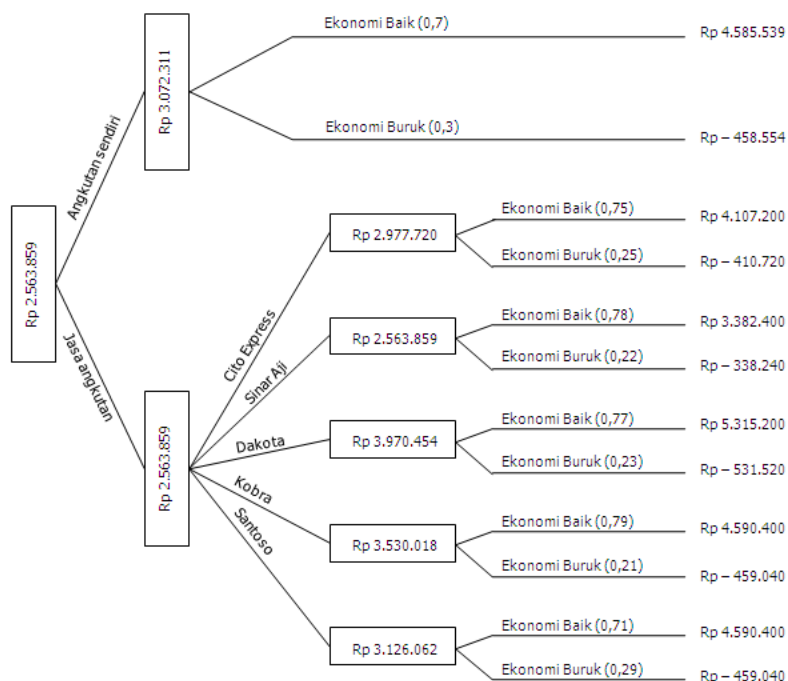 Ekonomi Baik (0,7)
Rp 4.585.539
Rp 3.072.311
Ekonomi Buruk (0,3)
Rp – 458.554
Angkutan sendiri
Rp 2.563.859
Jasa angkutan
Rp 2.563.859
Cito Express
Rp 2.977.720
Ekonomi Baik (0,75)
Rp 4.107.200
Ekonomi Buruk (0,25)
Rp – 410.720
Sinar Aji
Rp 2.563.859
Ekonomi Baik (0,78)
Rp 3.382.400
Ekonomi Buruk (0,22)
Rp – 338.240
Dakota
Rp 3.970.454
Ekonomi Baik (0,77)
Rp 5.315.200
Ekonomi Buruk (0,23)
Rp – 531.520
Kobra
Rp 3.530.018
Ekonomi Baik (0,79)
Rp 4.590.400
Ekonomi Buruk (0,21)
Rp – 459.040
Santoso
Rp 3.126.062
Ekonomi Baik (0,71)
Rp 4.590.400
Ekonomi Buruk (0,29)
Rp – 459.040